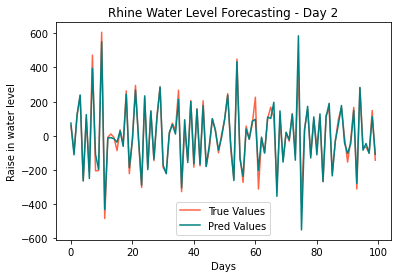 Rhine Water Level Forecasting - Day 2
Raise in water level
600
400
200
0
−200
−400
−600
True Values
Pred Values
0
20
40
60
80
100
Days